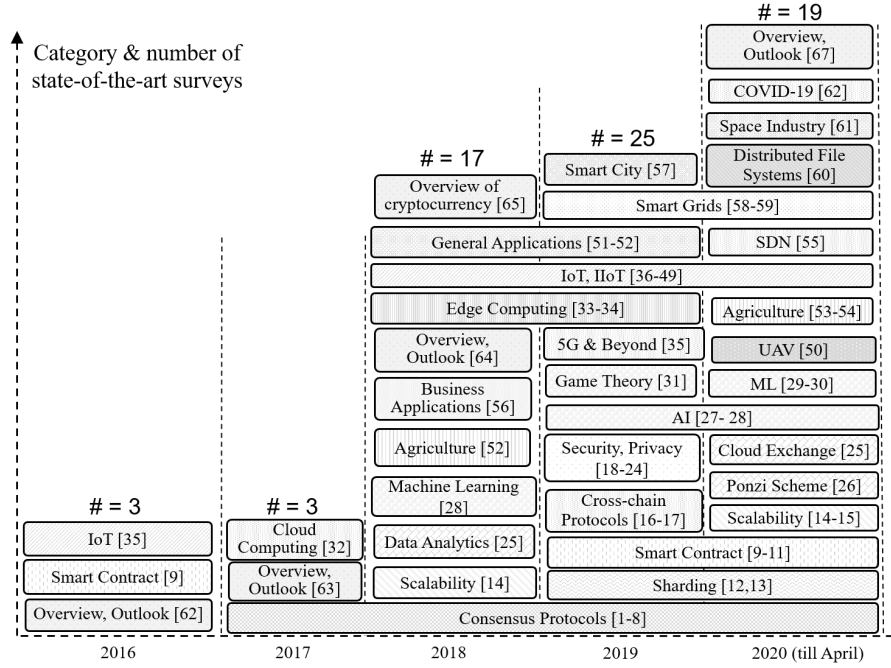 # = 19
Category & number of
state-of-the-art surveys
Overview,
Outlook [67]
COVID-19 [62]
Space Industry [61]
# = 25
Distributed File
Systems [60]
# = 17
Smart City [57]
Overview of
cryptocurrency [65]
Smart Grids [58-59]
General Applications [51-52]
SDN [55]
IoT, IIoT [36-49]
Edge Computing [33-34]
Agriculture [53-54]
Overview,
Outlook [64]
5G & Beyond [35]
UAV [50]
Business
Applications [56]
Game Theory [31]
ML [29-30]
AI [27- 28]
Agriculture [52]
Security, Privacy
[18-24]
Cloud Exchange [25]
Machine Learning
[28]
Ponzi Scheme [26]
# = 3
# = 3
Cross-chain
Protocols [16-17]
Scalability [14-15]
IoT [35]
Cloud
Computing [32]
Data Analytics [25]
Smart Contract [9-11]
Smart Contract [9]
Overview,
Outlook [63]
Scalability [14]
Sharding [12,13]
Overview, Outlook [62]
Consensus Protocols [1-8]
2016
2017
2018
2019
2020 (till April)